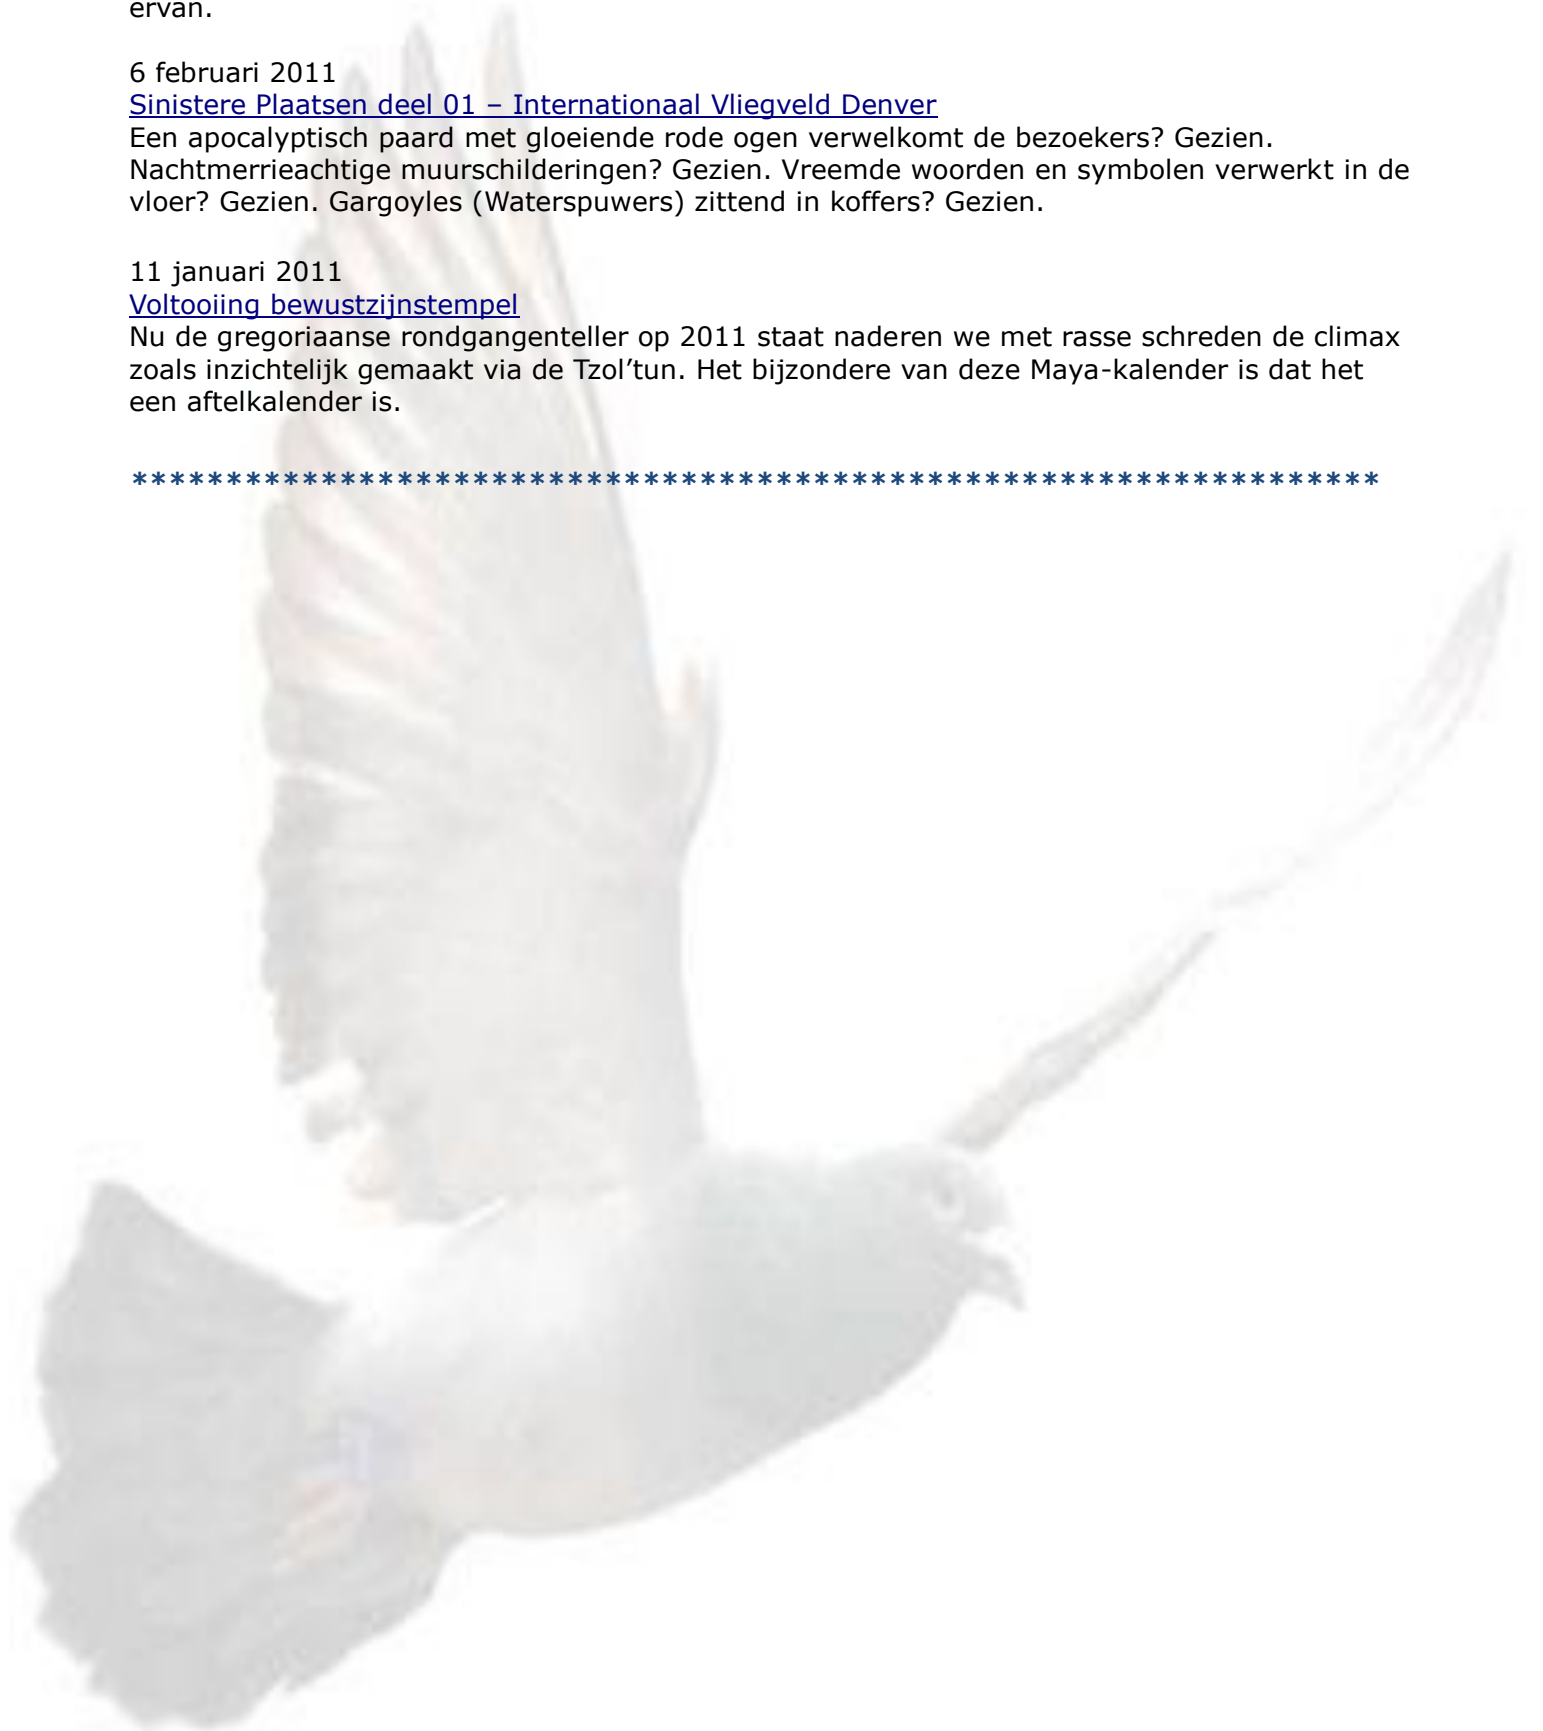 ervan.
6 februari 2011
Sinistere Plaatsen deel 01 – Internationaal Vliegveld Denver
Een apocalyptisch paard met gloeiende rode ogen verwelkomt de bezoekers? Gezien.
Nachtmerrieachtige muurschilderingen? Gezien. Vreemde woorden en symbolen verwerkt in de
vloer? Gezien. Gargoyles (Waterspuwers) zittend in koffers? Gezien.
11 januari 2011
Voltooiing bewustzijnstempel
Nu de gregoriaanse rondgangenteller op 2011 staat naderen we met rasse schreden de climax
zoals inzichtelijk gemaakt via de Tzol’tun. Het bijzondere van deze Maya-kalender is dat het
een aftelkalender is.
*******************************************************************